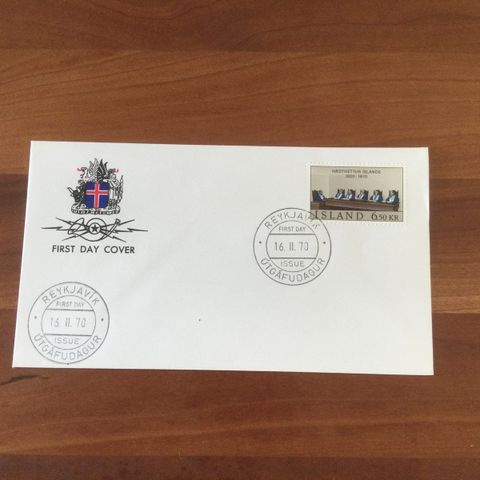 HÆSTIRÉTTUR ÍSLANDS
1920-1970
ÍSLAND 6.50 KR
FIRST DAY COVER
REYKJAVÍK
FIRST DAY
16. II. 70
ISSUE
ÚTGÁFUDAGUR
REYKJAVÍK
FIRST DAY
16. II. 70
ISSUE
ÚTGÁFUDAGUR